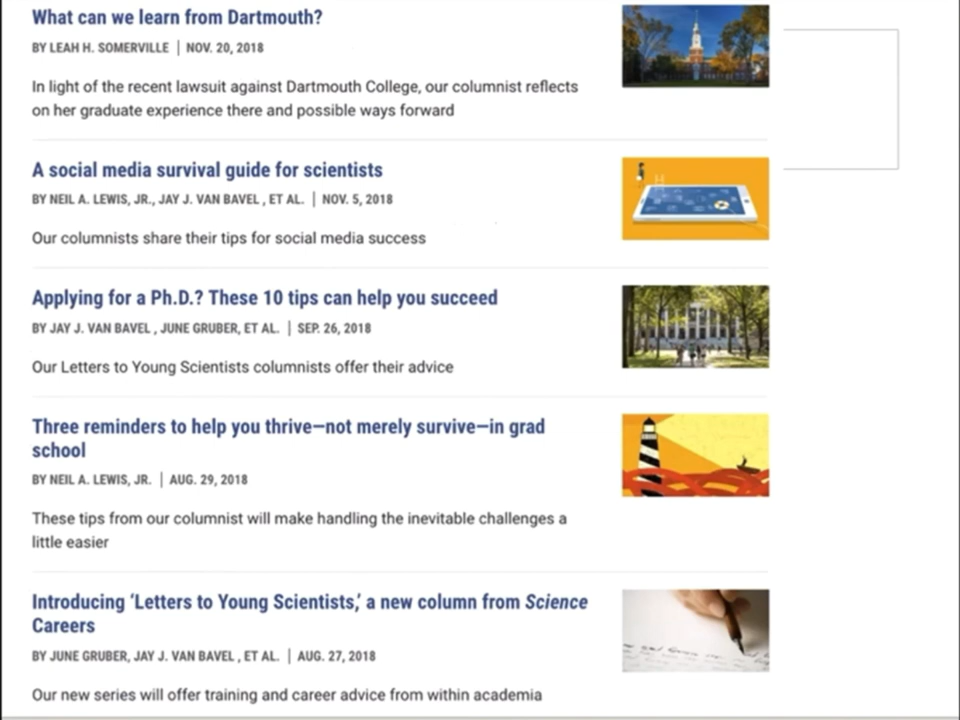 What can we learn from Dartmouth?
BY LEAH H. SOMERVILLE | NOV. 20, 2018
In light of the recent lawsuit against Dartmouth College, our columnist reflects
on her graduate experience there and possible ways forward
A social media survival guide for scientists
BY NEIL A. LEWIS, JR., JAY J. VAN BAVEL , ET AL. | NOV. 5, 2018
Our columnists share their tips for social media success
Applying for a Ph.D.? These 10 tips can help you succeed
BY JAY J. VAN BAVEL , JUNE GRUBER, ET AL. | SEP. 26, 2018
Our Letters to Young Scientists columnists offer their advice
Three reminders to help you thrive—not merely survive—in grad
school
BY NEIL A. LEWIS, JR. | AUG. 29, 2018
These tips from our columnist will make handling the inevitable challenges a
little easier
Introducing ‘Letters to Young Scientists,’ a new column from Science
Careers
BY JUNE GRUBER, JAY J. VAN BAVEL , ET AL. | AUG. 27, 2018
Our new series will offer training and career advice from within academia